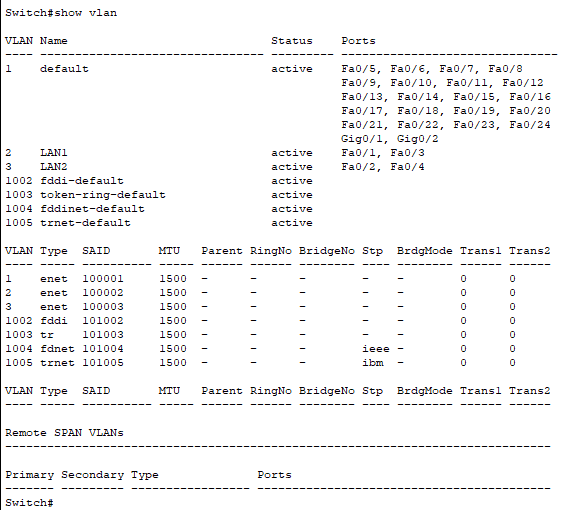 Switch#show vlan
VLAN Name                             Status    Ports
---- -------------------------------- --------- -------------------------------
1    default                          active    Fa0/5, Fa0/6, Fa0/7, Fa0/8
                                                Fa0/9, Fa0/10, Fa0/11, Fa0/12
                                                Fa0/13, Fa0/14, Fa0/15, Fa0/16
                                                Fa0/17, Fa0/18, Fa0/19, Fa0/20
                                                Fa0/21, Fa0/22, Fa0/23, Fa0/24
                                                Gig0/1, Gig0/2
2    LAN1                             active    Fa0/1, Fa0/3
3    LAN2                             active    Fa0/2, Fa0/4
1002 fddi-default                     active
1003 token-ring-default               active
1004 fddinet-default                  active
1005 trnet-default                    active
VLAN Type  SAID       MTU   Parent RingNo BridgeNo Stp  BrdgMode Trans1 Trans2
---- ----- ---------- ----- ------ ------ -------- ---- -------- ------ ------
1    enet  100001     1500  -      -      -        -    -        0      0
2    enet  100002     1500  -      -      -        -    -        0      0
3    enet  100003     1500  -      -      -        -    -        0      0
1002 fddi  101002     1500  -      -      -        -    -        0      0
1003 tr    101003     1500  -      -      -        -    -        0      0
1004 fdnet 101004     1500  -      -      -        ieee -        0      0
1005 trnet 101005     1500  -      -      -        ibm  -        0      0
VLAN Type  SAID       MTU   Parent RingNo BridgeNo Stp  BrdgMode Trans1 Trans2
---- ----- ---------- ----- ------ ------ -------- ---- -------- ------ ------
Remote SPAN VLANs
------------------------------------------------------------------------------
Primary Secondary Type              Ports
------- --------- ----------------- ------------------------------------------
Switch#